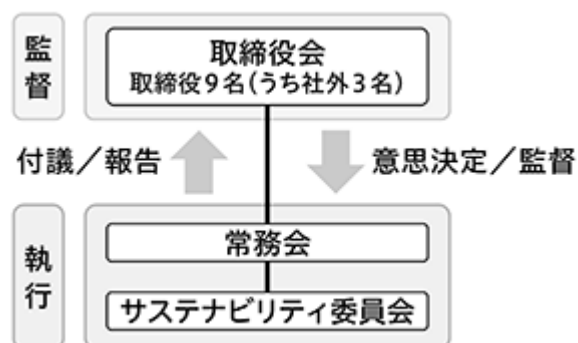 監督
取締役会
取締役9名(うち社外3名)
付議/報告
意思決定/監督
執行
常務会
サステナビリティ委員会